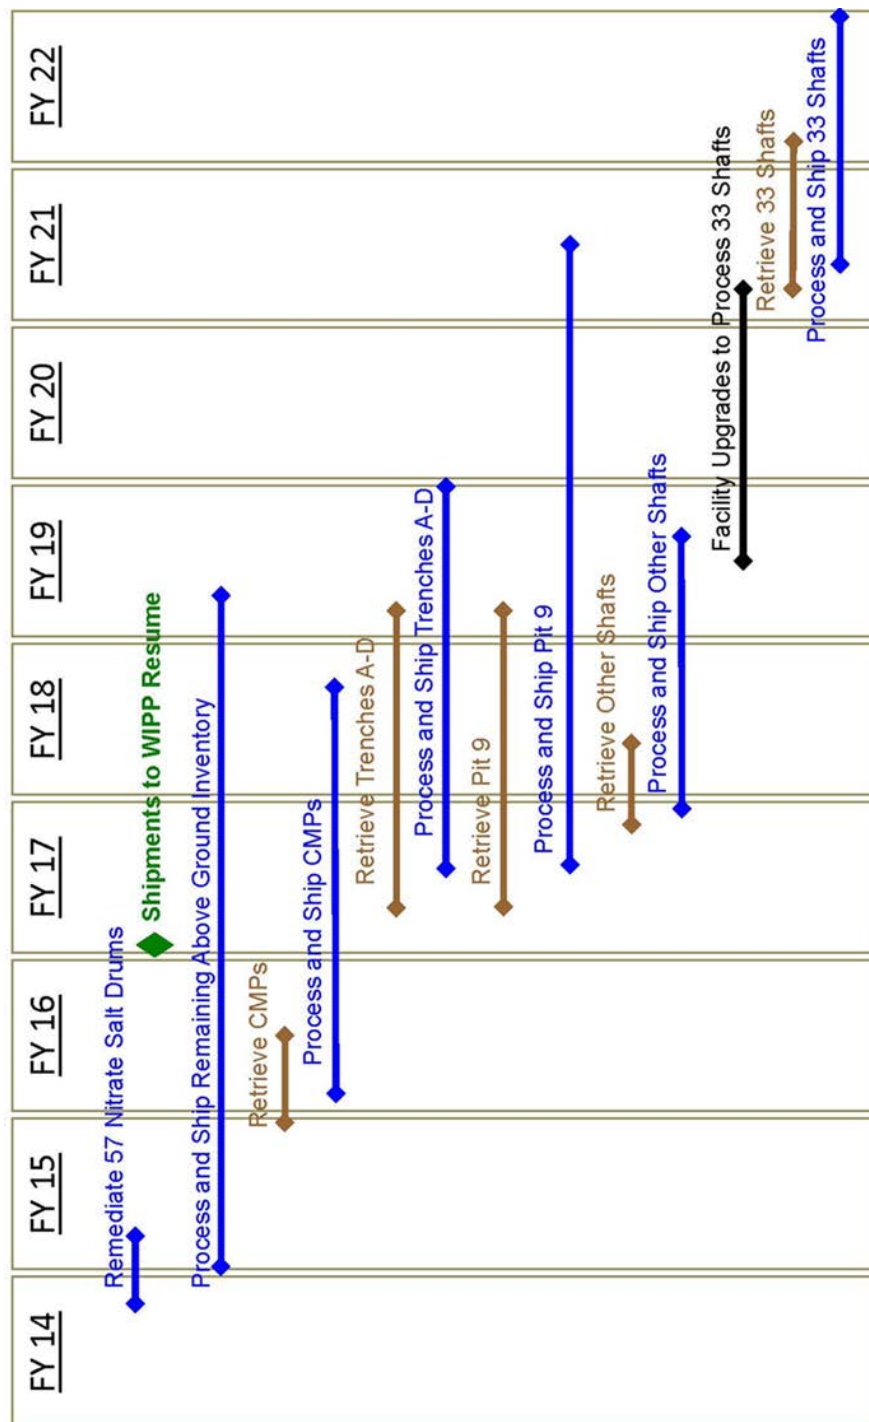 FY 14
FY 15
FY 16
FY 17
FY 18
FY 19
FY 20
FY 21
FY 22
Remediate 57 Nitrate Salt Drums
Shipments to WIPP Resume
Process and Ship Remaining Above Ground Inventory
Retrieve CMPs
Process and Ship CMPs
Retrieve Trenches A-D
Process and Ship Trenches A-D
Retrieve Pit 9
Process and Ship Pit 9
Retrieve Other Shafts
Process and Ship Other Shafts
Facility Upgrades to Process 33 Shafts
Retrieve 33 Shafts
Process and Ship 33 Shafts